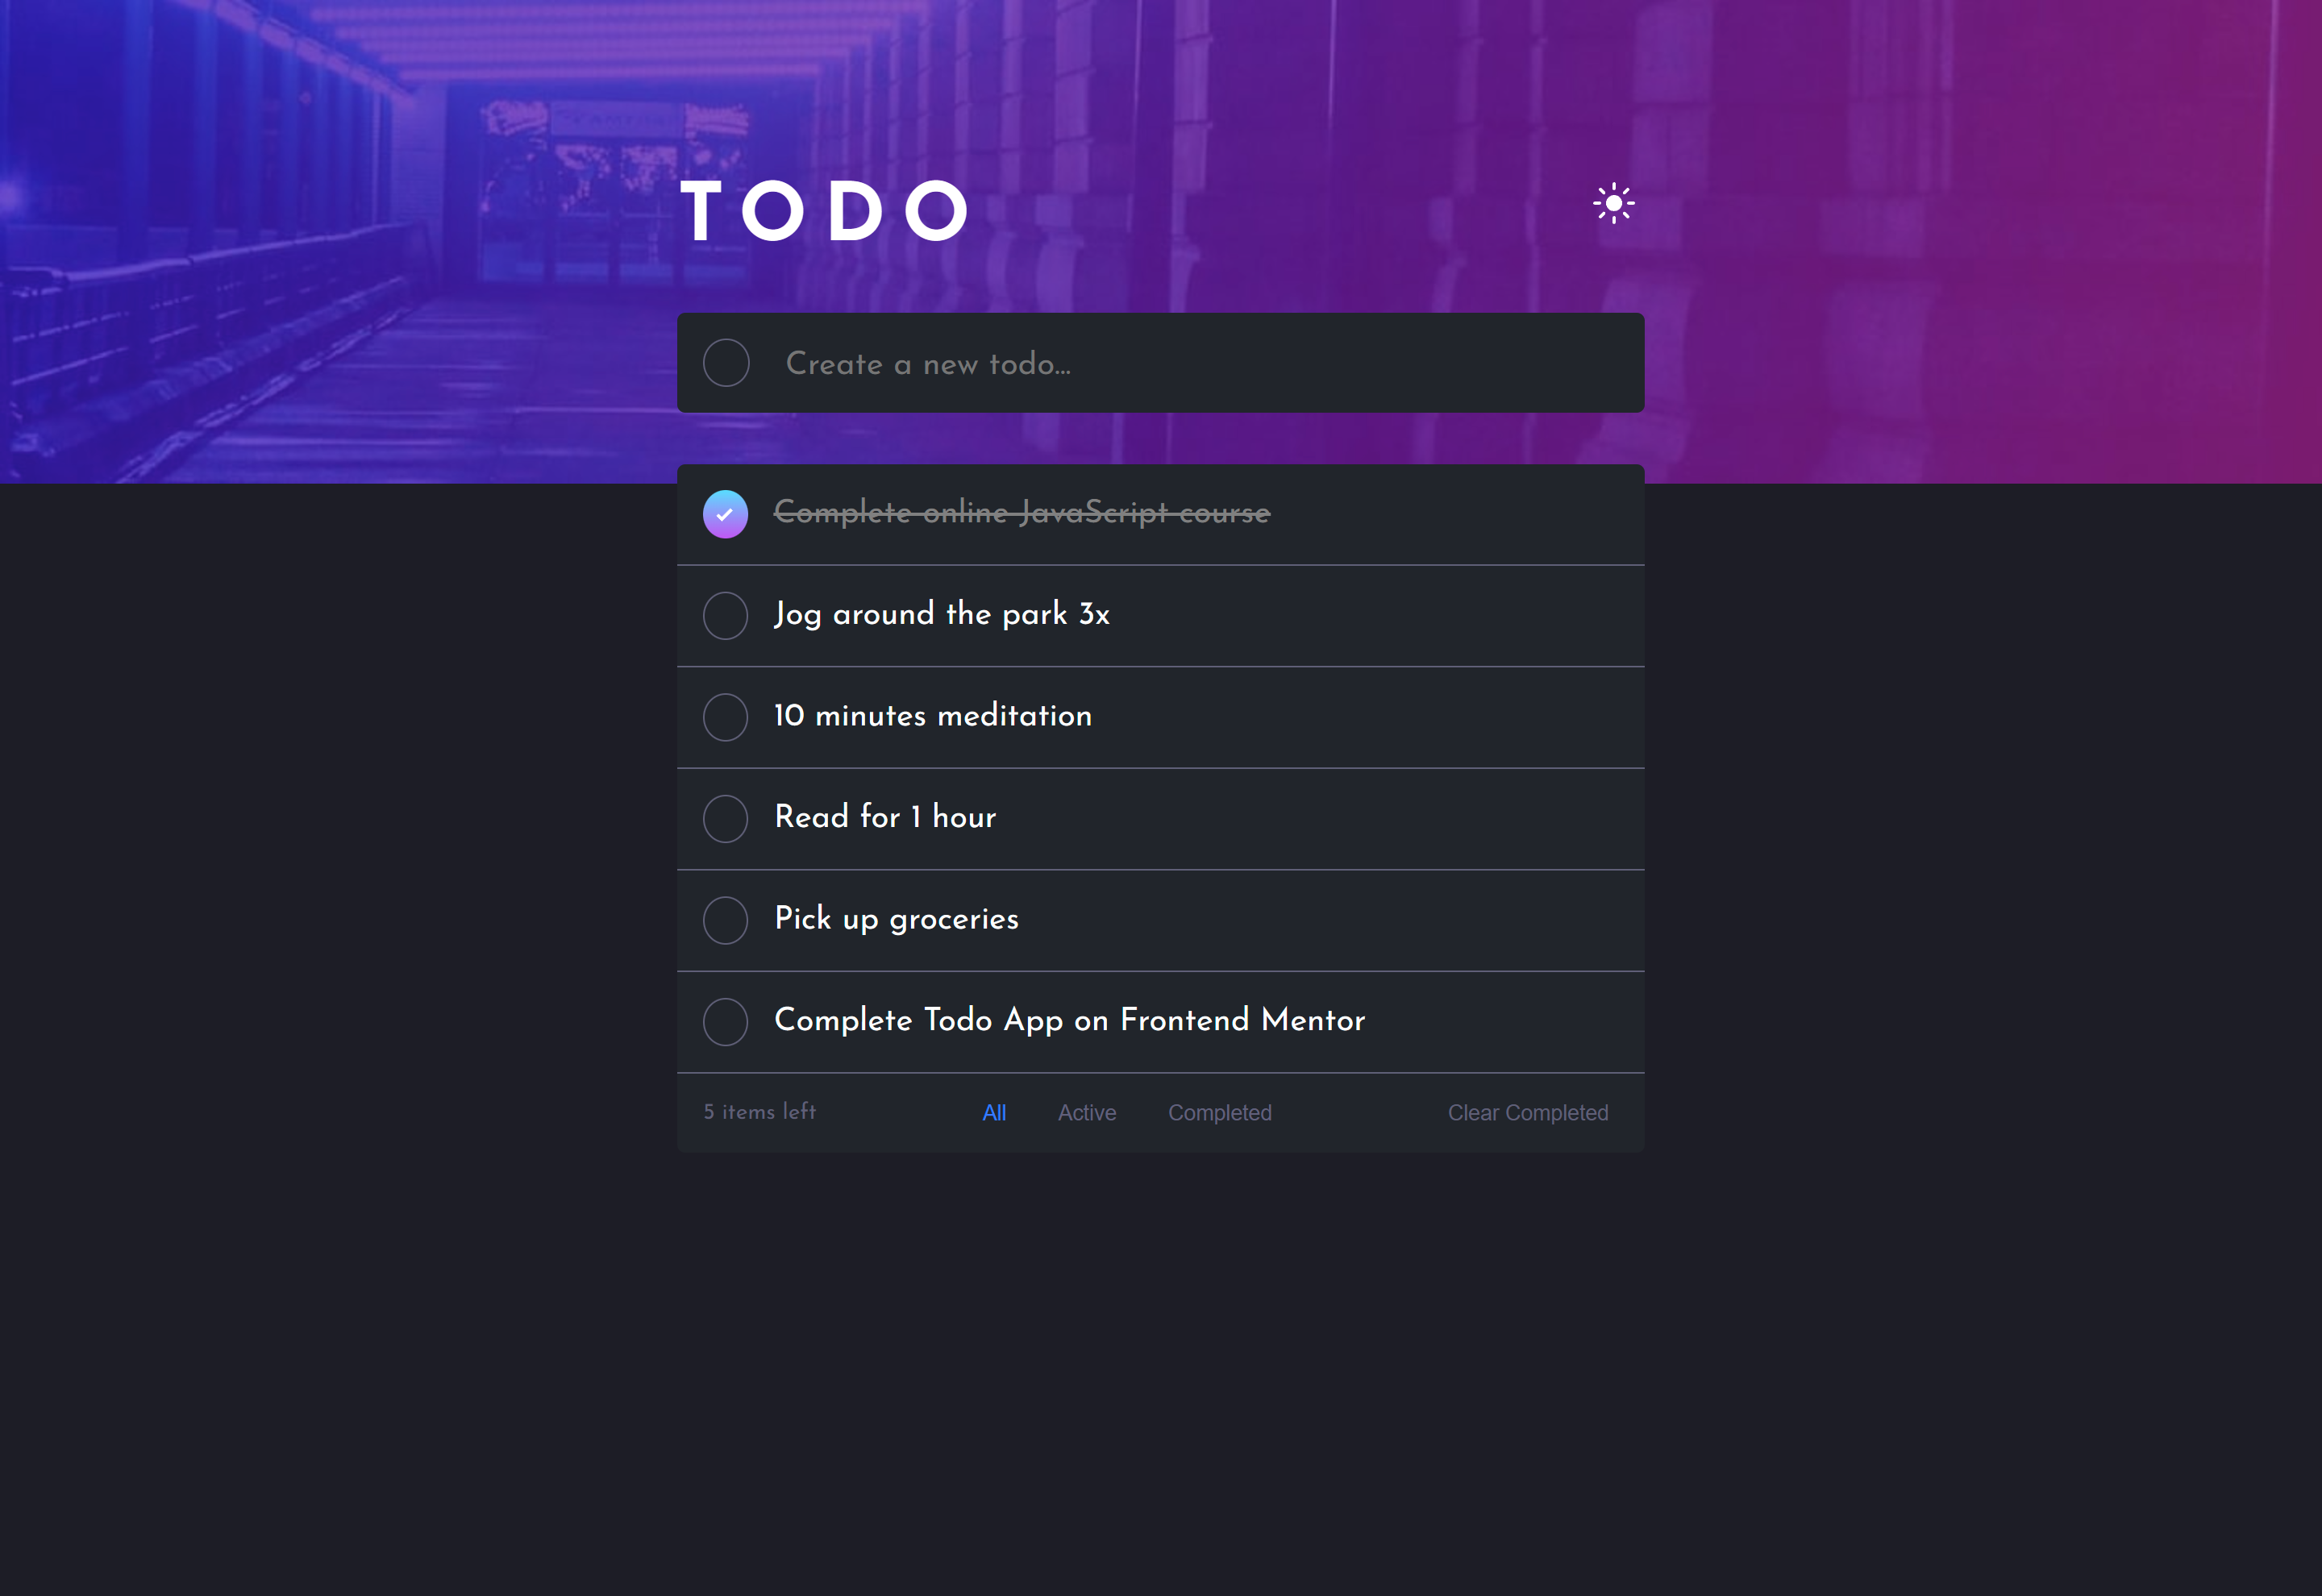 TODO
Create a new todo...
Complete online JavaScript course
Jog around the park 3x
10 minutes meditation
Read for 1 hour
Pick up groceries
Complete Todo App on Frontend Mentor
5 items left All Active Completed Clear Completed